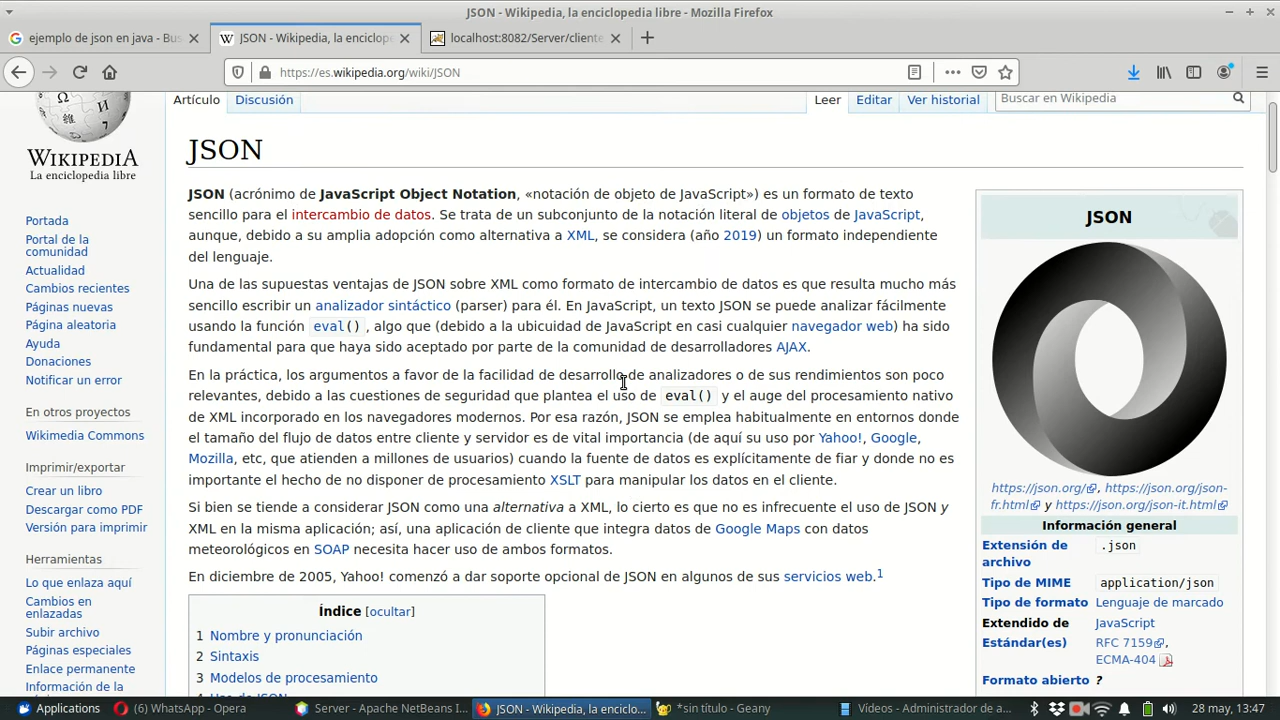 JSON - Wikipedia, la enciclopedia libre - Mozilla Firefox
ejemplo de json en java - Bus
JSON - Wikipedia, la enciclope
localhost:8082/Server/cliente
https://es.wikipedia.org/wiki/JSON
Artículo Discusión Leer Editar Ver historial Buscar en Wikipedia
WIKIPEDIA
La enciclopedia libre
Portada
Portal de la
comunidad
Actualidad
Cambios recientes
Páginas nuevas
Página aleatoria
Ayuda
Donaciones
Notificar un error
En otros proyectos
Wikimedia Commons
Imprimir/exportar
Crear un libro
Descargar como PDF
Versión para imprimir
Herramientas
Lo que enlaza aquí
Cambios en
enlazadas
Subir archivo
Páginas especiales
Enlace permanente
Información de la
JSON
JSON (acrónimo de JavaScript Object Notation, «notación de objeto de JavaScript») es un formato de texto
sencillo para el intercambio de datos. Se trata de un subconjunto de la notación literal de objetos de JavaScript,
aunque, debido a su amplia adopción como alternativa a XML, se considera (año 2019) un formato independiente
del lenguaje.
Una de las supuestas ventajas de JSON sobre XML como formato de intercambio de datos es que resulta mucho más
sencillo escribir un analizador sintáctico (parser) para él. En JavaScript, un texto JSON se puede analizar fácilmente
usando la función eval(), algo que (debido a la ubicuidad de JavaScript en casi cualquier navegador web) ha sido
fundamental para que haya sido aceptado por parte de la comunidad de desarrolladores AJAX.
En la práctica, los argumentos a favor de la facilidad de desarrollo de analizadores o de sus rendimientos son poco
relevantes, debido a las cuestiones de seguridad que plantea el uso de eval() y el auge del procesamiento nativo
de XML incorporado en los navegadores modernos. Por esa razón, JSON se emplea habitualmente en entornos donde
el tamaño del flujo de datos entre cliente y servidor es de vital importancia (de aquí su uso por Yahoo!, Google,
Mozilla, etc, que atienden a millones de usuarios) cuando la fuente de datos es explícitamente de fiar y donde no es
importante el hecho de no disponer de procesamiento XSLT para manipular los datos en el cliente.
Si bien se tiende a considerar JSON como una alternativa a XML, lo cierto es que no es infrecuente el uso de JSON y
XML en la misma aplicación; así, una aplicación de cliente que integra datos de Google Maps con datos
meteorológicos en SOAP necesita hacer uso de ambos formatos.
En diciembre de 2005, Yahoo! comenzó a dar soporte opcional de JSON en algunos de sus servicios web.1
Índice [ocultar]
1 Nombre y pronunciación
2 Sintaxis
3 Modelos de procesamiento
JSON
https://json.org/, https://json.org/json-
fr.html y https://json.org/json-it.html
Información general
Extensión de
archivo .json
Tipo de MIME application/json
Tipo de formato Lenguaje de marcado
Extendido de JavaScript
Estándar(es) RFC 7159,
ECMA-404
Formato abierto ?
Applications
(6) WhatsApp - Opera
Server - Apache NetBeans I...
JSON - Wikipedia, la enciclo...
*sin título - Geany
Vídeos - Administrador de a...
28 may, 13:47